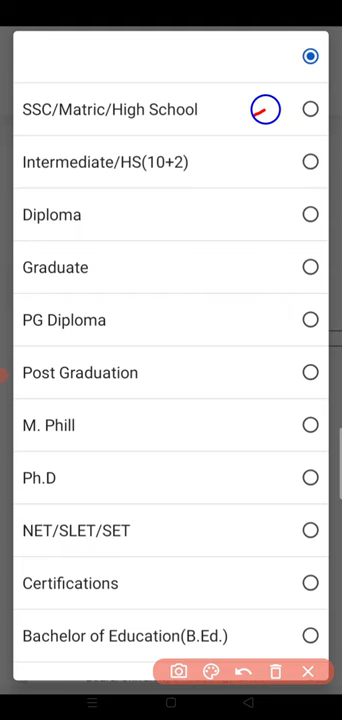 SSC/Matric/High School
Intermediate/HS(10+2)
Diploma
Graduate
PG Diploma
Post Graduation
M. Phill
Ph.D
NET/SLET/SET
Certifications
Bachelor of Education(B.Ed.)